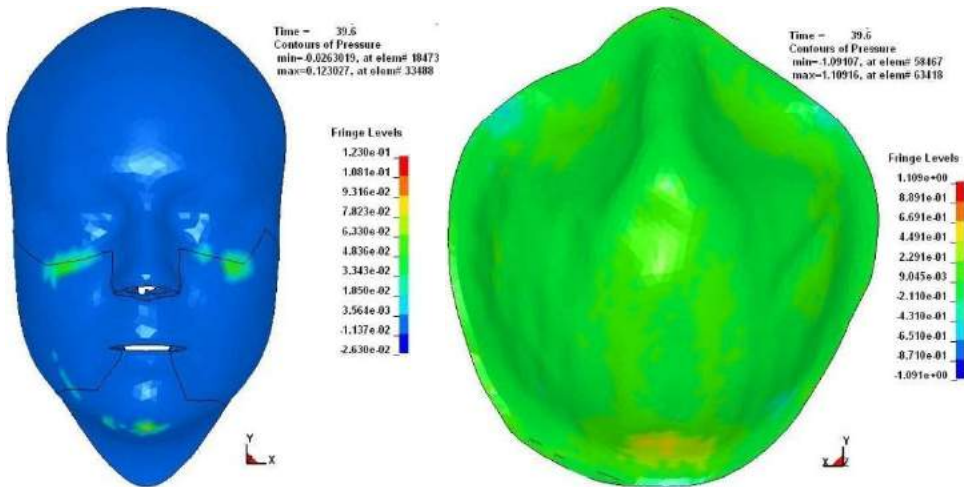 Time = 39.6
Contours of Pressure
min=-0.0263019, at elem# 18473
max=0.123027, at elem# 33488
Fringe Levels
1.230e-01
1.081e-01
9.316e-02
7.823e-02
6.330e-02
4.836e-02
3.343e-02
1.850e-02
3.564e-03
-1.137e-02
-2.630e-02
Y
X
Time = 39.6
Contours of Pressure
min=-1.09107, at elem# 58467
max=1.10916, at elem# 63418
Fringe Levels
1.109e+00
8.891e-01
6.691e-01
4.491e-01
2.291e-01
9.045e-03
-2.110e-01
-4.310e-01
-6.510e-01
-8.710e-01
-1.091e+00
Y
X Z